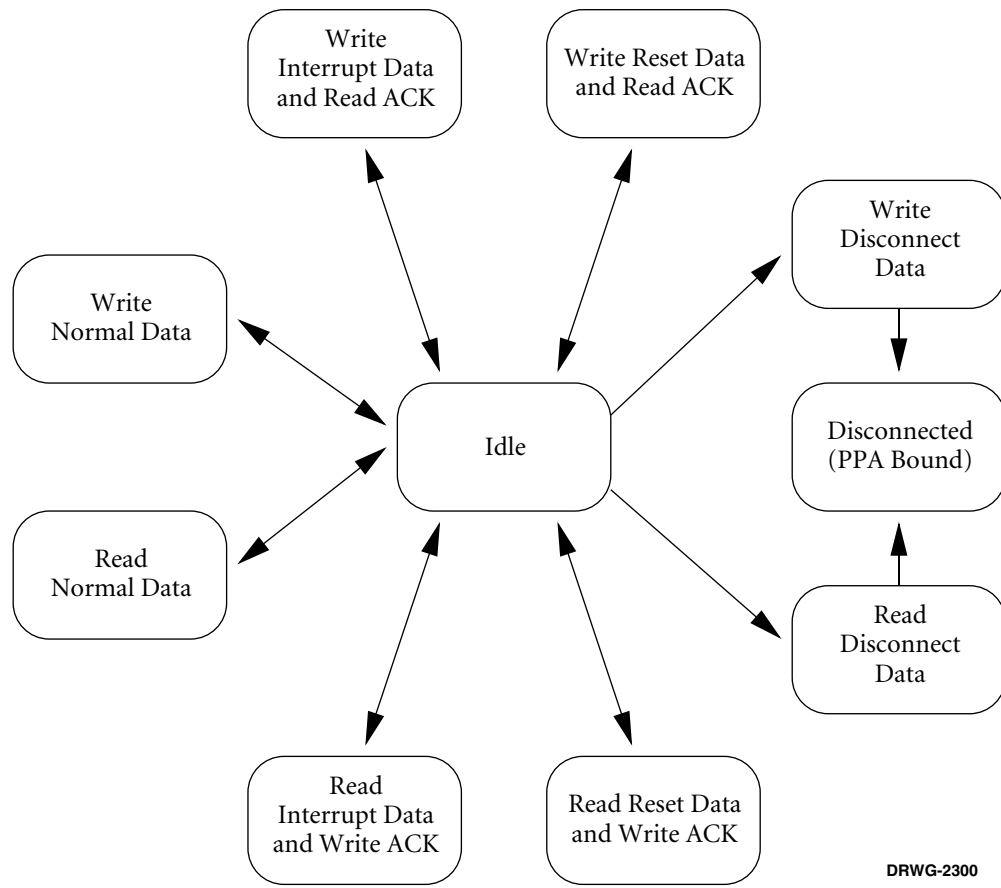 Write
Interrupt Data
and Read ACK
Write Reset Data
and Read ACK
Write
Disconnect
Data
Write
Normal Data
Idle
Disconnected
(PPA Bound)
Read
Normal Data
Read
Disconnect
Data
Read
Interrupt Data
and Write ACK
Read Reset Data
and Write ACK
DRWG-2300